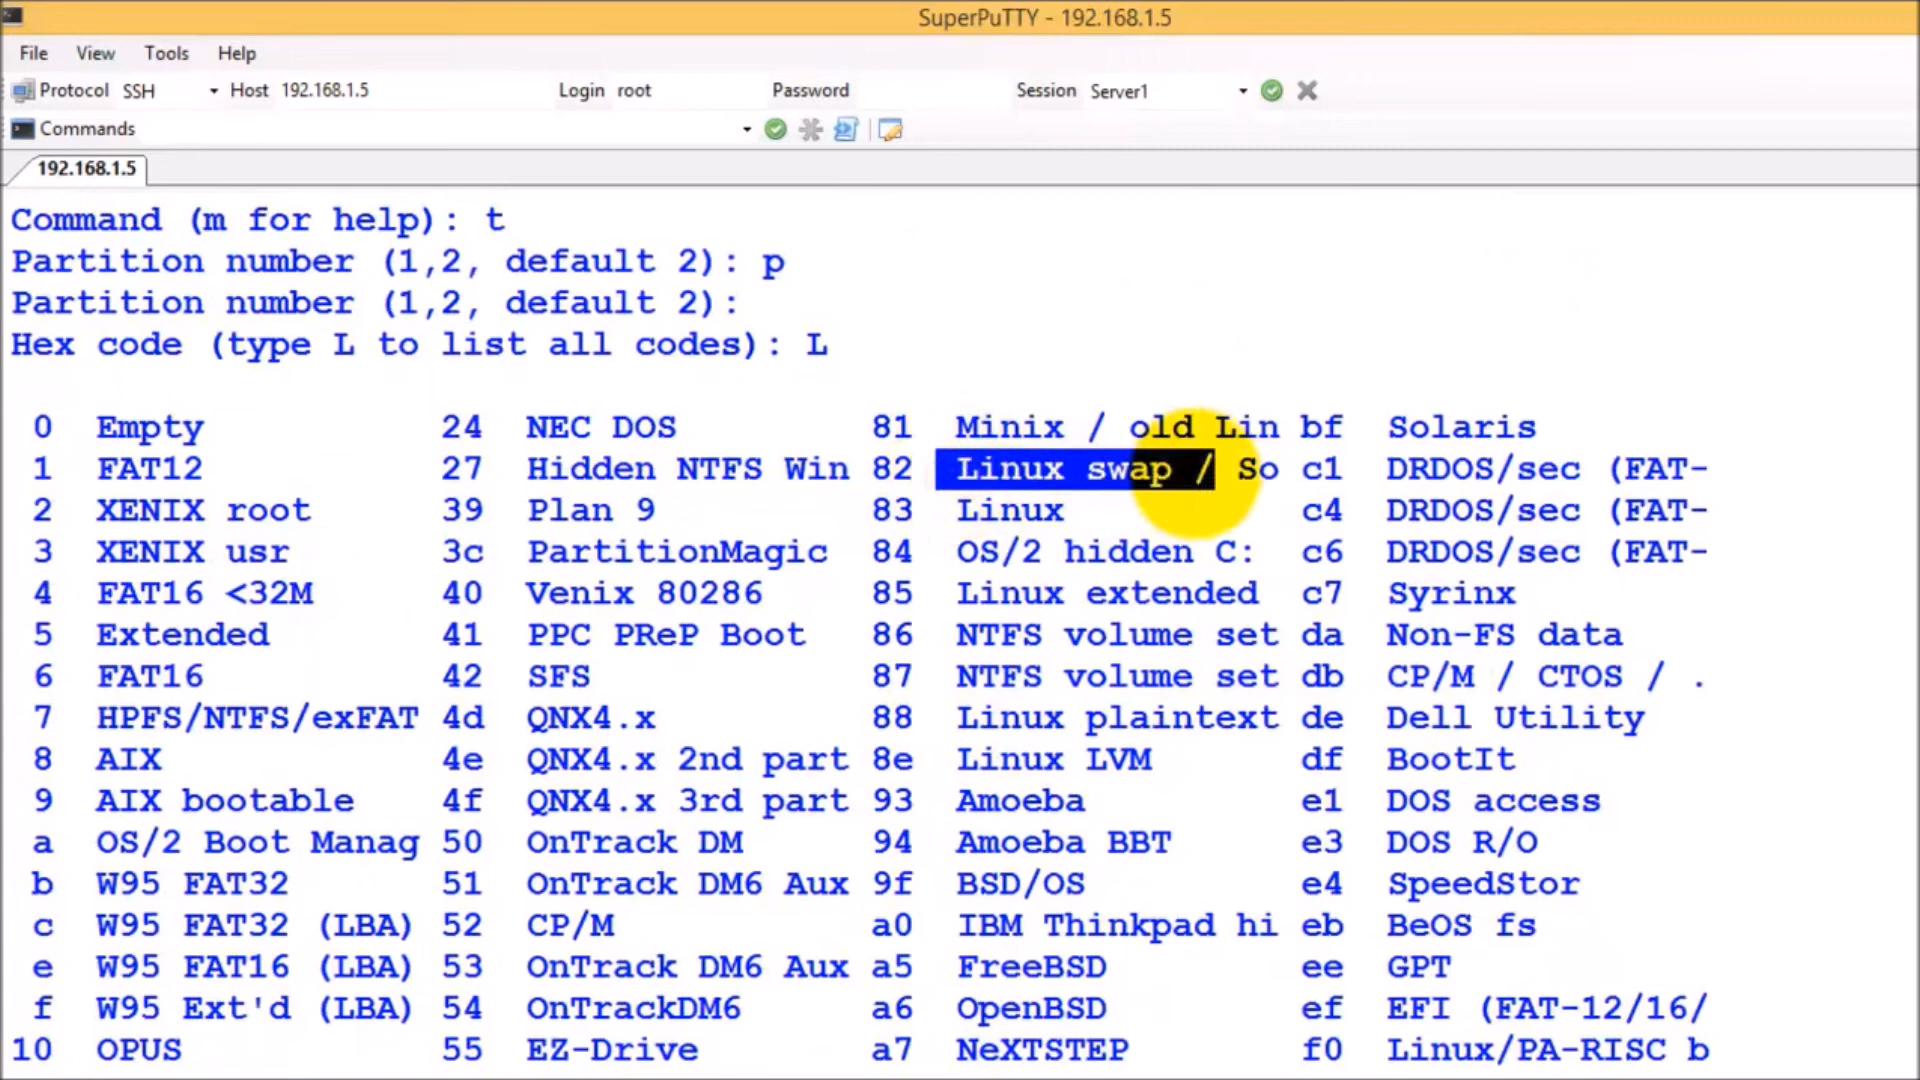 SuperPuTTY - 192.168.1.5
File View Tools Help
Protocol SSH Host 192.168.1.5 Login root Password Session Server1
Commands
192.168.1.5
Command (m for help): t
Partition number (1,2, default 2): p
Partition number (1,2, default 2):
Hex code (type L to list all codes): L
0 Empty 24 NEC DOS 81 Minix / old Lin bf Solaris
1 FAT12 27 Hidden NTFS Win 82 Linux swap / So c1 DRDOS/sec (FAT-
2 XENIX root 39 Plan 9 83 Linux c4 DRDOS/sec (FAT-
3 XENIX usr 3c PartitionMagic 84 OS/2 hidden C: c6 DRDOS/sec (FAT-
4 FAT16 <32M 40 Venix 80286 85 Linux extended c7 Syrinx
5 Extended 41 PPC PReP Boot 86 NTFS volume set da Non-FS data
6 FAT16 42 SFS 87 NTFS volume set db CP/M / CTOS / .
7 HPFS/NTFS/exFAT 4d QNX4.x 88 Linux plaintext de Dell Utility
8 AIX 4e QNX4.x 2nd part 8e Linux LVM df BootIt
9 AIX bootable 4f QNX4.x 3rd part 93 Amoeba e1 DOS access
a OS/2 Boot Manag 50 OnTrack DM 94 Amoeba BBT e3 DOS R/O
b W95 FAT32 51 OnTrack DM6 Aux 9f BSD/OS e4 SpeedStor
c W95 FAT32 (LBA) 52 CP/M a0 IBM Thinkpad hi eb BeOS fs
e W95 FAT16 (LBA) 53 OnTrack DM6 Aux a5 FreeBSD ee GPT
f W95 Ext'd (LBA) 54 OnTrackDM6 a6 OpenBSD ef EFI (FAT-12/16/
10 OPUS 55 EZ-Drive a7 NeXTSTEP f0 Linux/PA-RISC b